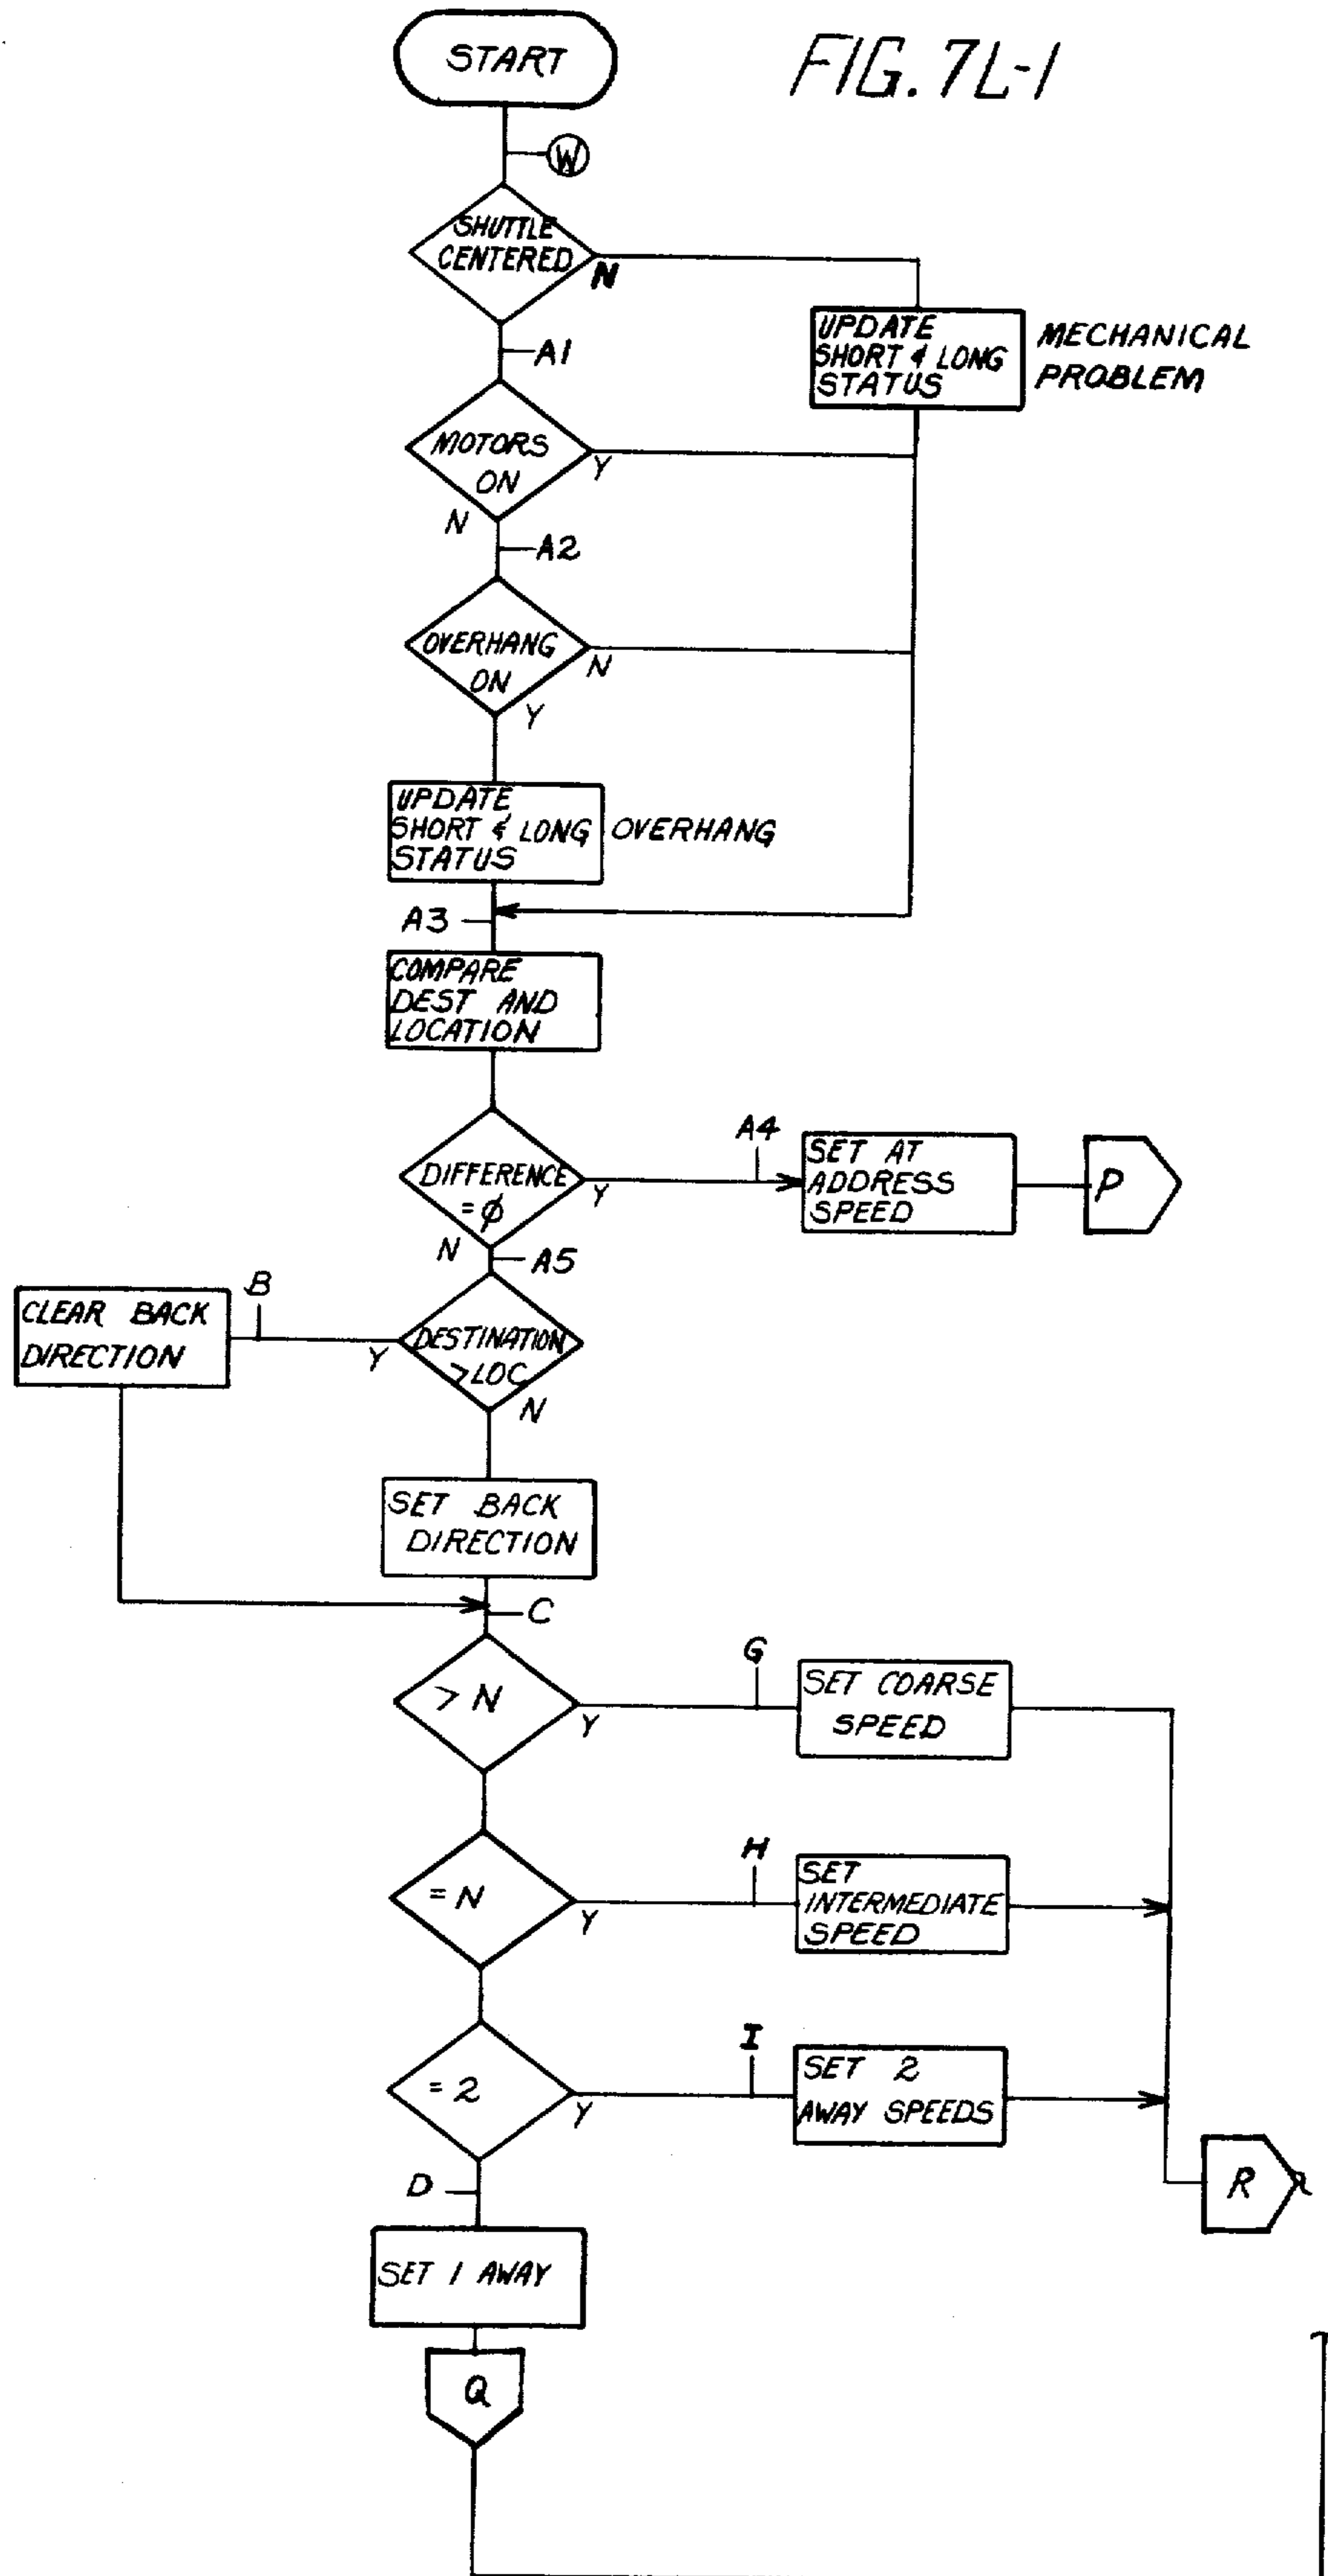 START
FIG. 7L-1
W
SHUTTLE
CENTERED
N
UPDATE
SHORT & LONG
STATUS
MECHANICAL
PROBLEM
A1
MOTORS
ON
Y
N
A2
OVERHANG
ON
N
Y
UPDATE
SHORT & LONG
STATUS
OVERHANG
A3
COMPARE
DEST AND
LOCATION
DIFFERENCE
= ϕ
Y
A4
SET AT
ADDRESS
SPEED
P
N
A5
B
CLEAR BACK
DIRECTION
DESTINATION
> LOC
Y
N
SET BACK
DIRECTION
C
> N
Y
G
SET COARSE
SPEED
= N
Y
H
SET
INTERMEDIATE
SPEED
= 2
Y
I
SET 2
AWAY SPEEDS
R
D
SET 1 AWAY
Q